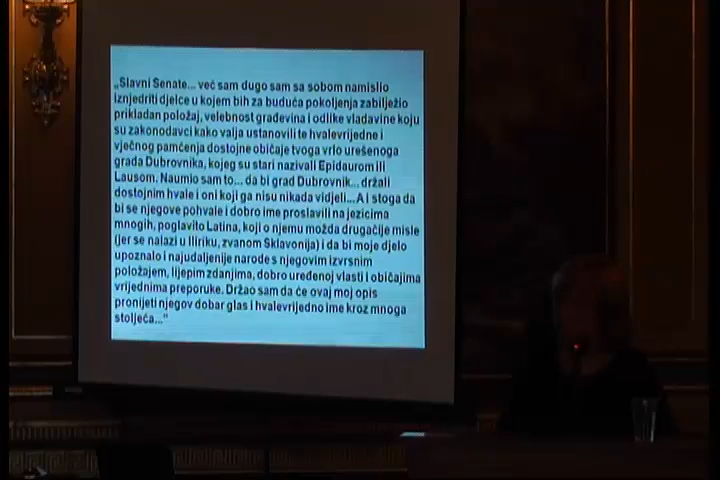 „Slavni Senate... već sam dugo sam sa sobom namislio
iznjedriti djelce u kojem bih za buduća pokoljenja zabilježio
prikladan položaj, velebnost građevina i odlike vladavine koju
su zakonodavci kako valja ustanovili te hvalevrijedne i
vječnog pamćenja dostojne običaje tvoga vrlo urešenoga
grada Dubrovnika, kojeg su stari nazivali Epidaurom ili
Lausom. Naumio sam to... da bi grad Dubrovnik... držali
dostojnim hvale i oni koji ga nisu nikada vidjeli...A i stoga da
bi se njegove pohvale i dobro ime proslavili na jezicima
mnogih, poglavito Latina, koji o njemu možda drugačije misle
(jer se nalazi u Iliriku, zvanom Sklavonija) i da bi moje djelo
upoznalo i najudaljenije narode s njegovim izvrsnim
položajem, lijepim zdanjima, dobro uređenoj vlasti i običajima
vrijednima preporuke. Držao sam da će ovaj moj opis
pronijeti njegov dobar glas i hvalevrijedno ime kroz mnoga
stoljeća..."